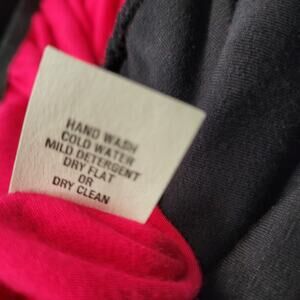 HAND WASH
COLD WATER
MILD DETERGENT
DRY FLAT
OR
DRY CLEAN